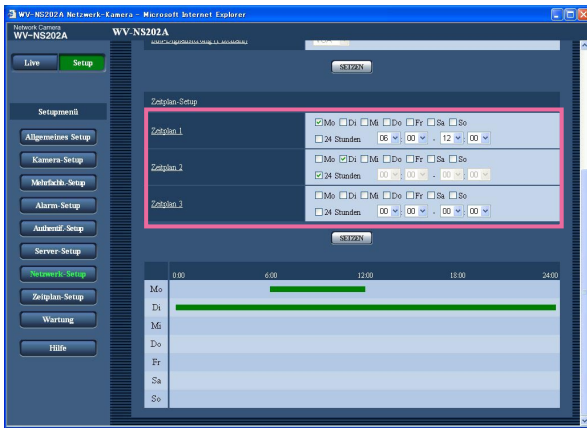 WV-NS202A Netzwerk-Kamera - Microsoft Internet Explorer
Network Camera
WV-NS202A
WV-NS202A
Live Setup
SETZEN
Setupmenü
Allgemeines Setup
Kamera-Setup
Mehrfachb.-Setup
Alarm-Setup
Authentif.-Setup
Server-Setup
Netzwerk-Setup
Zeitplan-Setup
Wartung
Hilfe
Zeitplan-Setup
Zeitplan 1
Mo Di Mi Do Fr Sa So
24 Stunden 06 : 00 - 12 : 00
Zeitplan 2
Mo Di Mi Do Fr Sa So
24 Stunden 00 : 00 - 00 : 00
Zeitplan 3
Mo Di Mi Do Fr Sa So
24 Stunden 00 : 00 - 00 : 00
SETZEN
0:00 6:00 12:00 18:00 24:00
Mo
Di
Mi
Do
Fr
Sa
So